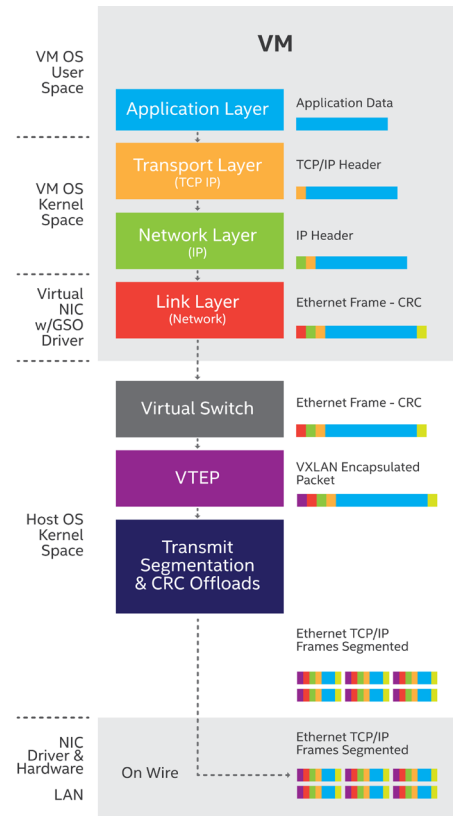 VM
VM OS
User
Space
Application Layer
Application Data
VM OS
Kernel
Space
Transport Layer
(TCP IP)
TCP/IP Header
Network Layer
(IP)
IP Header
Virtual
NIC
w/GSO
Driver
Link Layer
(Network)
Ethernet Frame - CRC
Host OS
Kernel
Space
Virtual Switch
Ethernet Frame - CRC
VTEP
VXLAN Encapsulated
Packet
Transmit
Segmentation
& CRC Offloads
Ethernet TCP/IP
Frames Segmented
NIC
Driver &
Hardware
LAN
On Wire
Ethernet TCP/IP
Frames Segmented